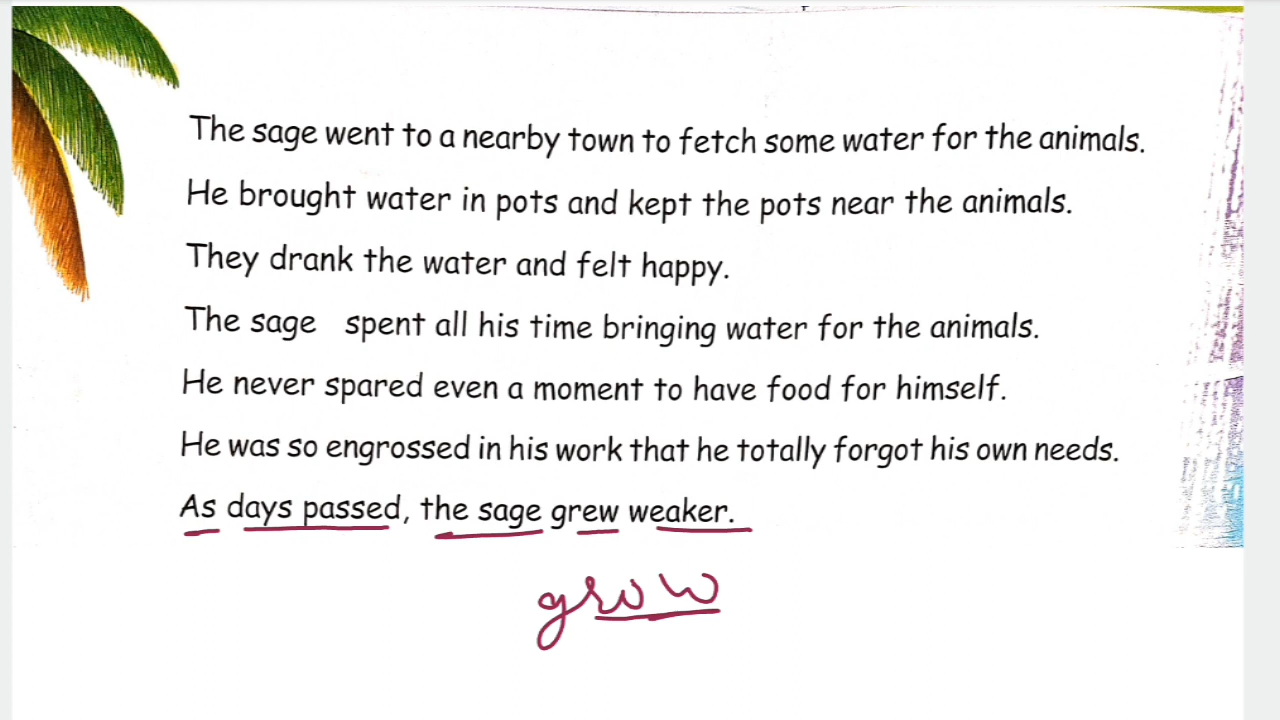 The sage went to a nearby town to fetch some water for the animals.
He brought water in pots and kept the pots near the animals.
They drank the water and felt happy.
The sage spent all his time bringing water for the animals.
He never spared even a moment to have food for himself.
He was so engrossed in his work that he totally forgot his own needs.
As days passed, the sage grew weaker.
grow